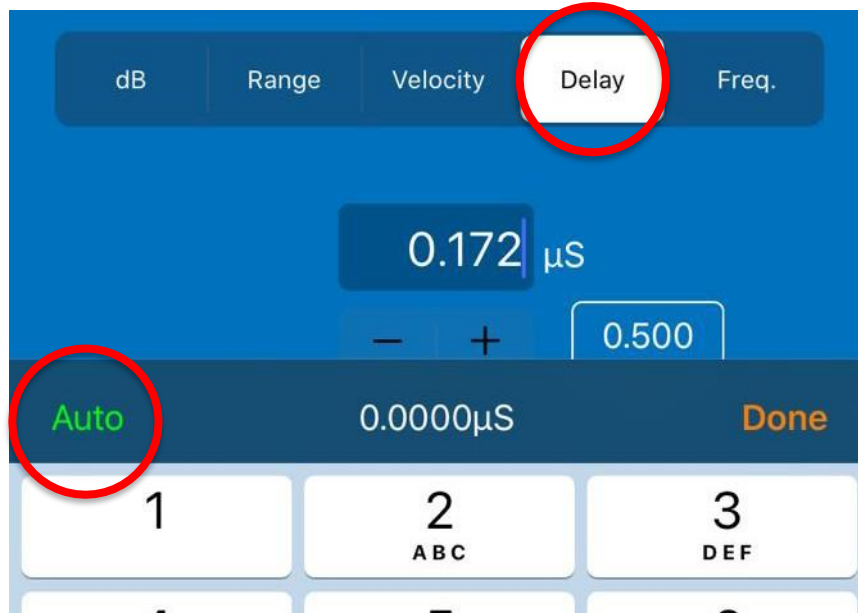 dB Range Velocity Delay Freq.
0.172 µS
− + 0.500
Auto 0.0000µS Done
1 2 3
ABC DEF